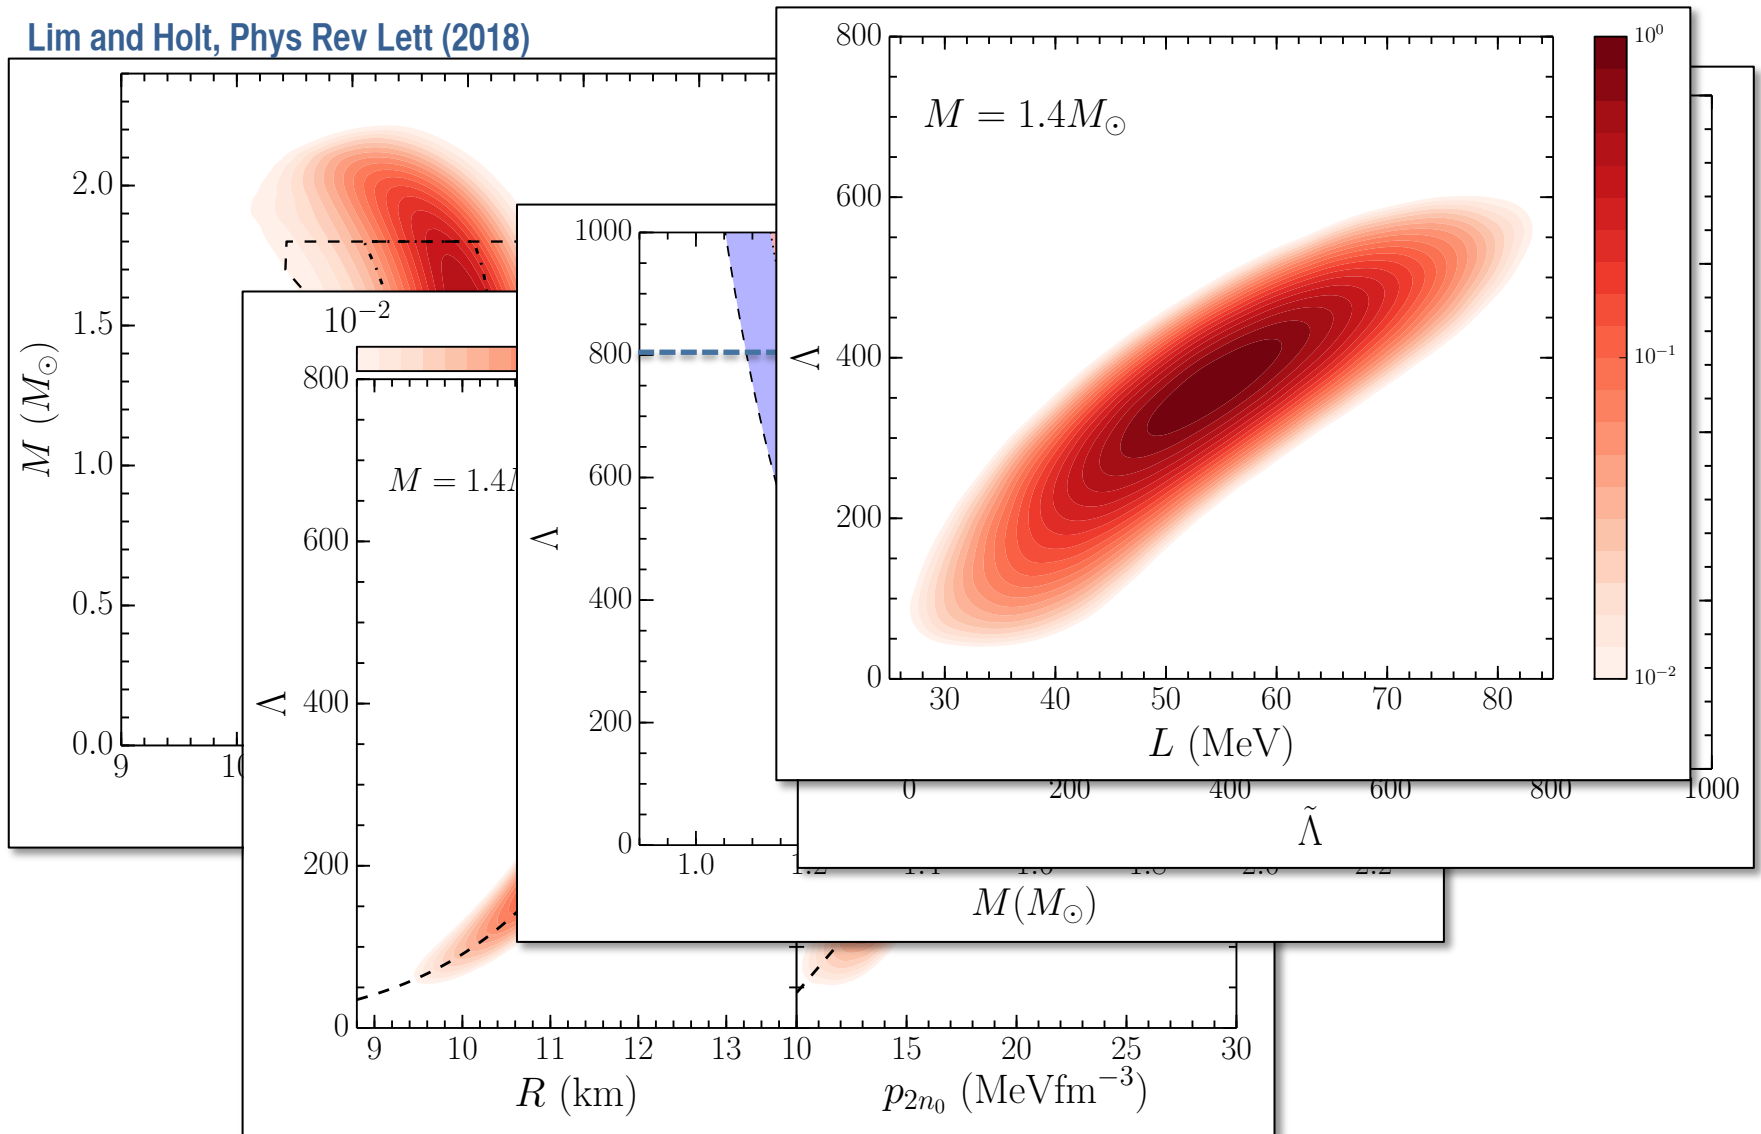 Lim and Holt, Phys Rev Lett (2018)
M (M⊙)
2.0
1.5
1.0
0.5
0.0
9
10⁻²
Λ
800
600
400
200
0
M = 1.4
9 10 11 12 13
R (km)
10 15 20 25 30
p₂ₙ₀ (MeVfm⁻³)
Λ
1000
800
600
400
200
0
1.0
M(M⊙)
Λ
800
600
400
200
0
M = 1.4M⊙
30 40 50 60 70 80
L (MeV)
10⁰
10⁻¹
10⁻²
0 200 400 600 800 1000
Λ̃